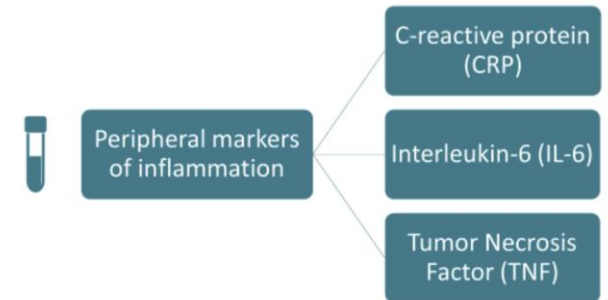 C-reactive protein
(CRP)
Peripheral markers
of inflammation
Interleukin-6 (IL-6)
Tumor Necrosis
Factor (TNF)